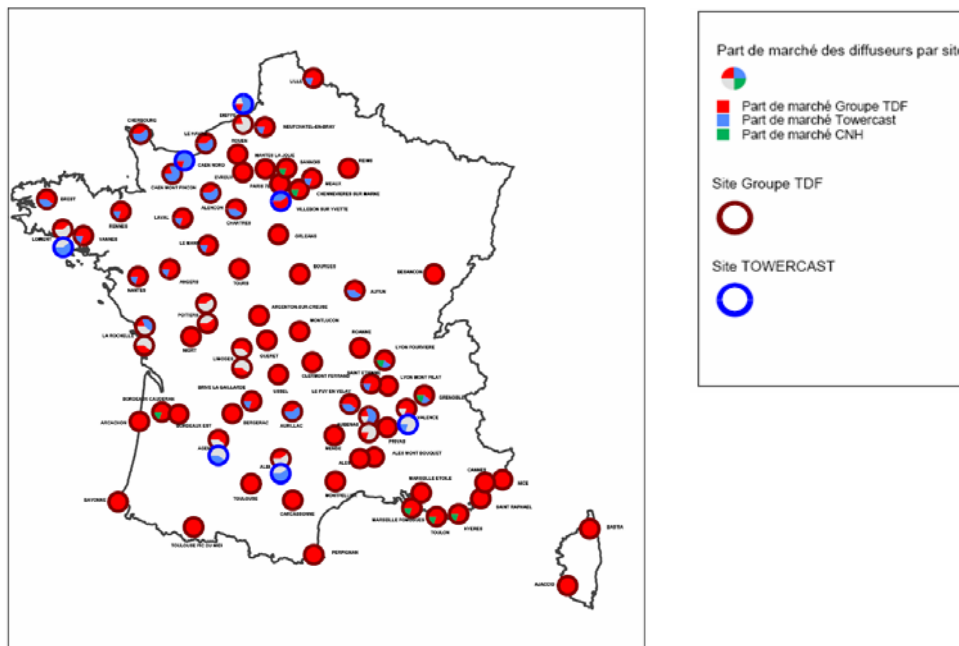 Part de marché des diffuseurs par site
Part de marché Groupe TDF
Part de marché Towercast
Part de marché CNH
Site Groupe TDF
Site TOWERCAST
LILLE
DIEPPE
NEUFCHATEL-EN-BRAY
CHERBOURG
LE HAVRE
ROUEN
CAEN NORD
MANTES LA JOLIE
REIMS
CAEN MONT PINCON
MEAUX
CHENNEVIERES SUR MARNE
BREST
ALENCON
VILLEBON SUR YVETTE
RENNES
LAVAL
CHARTRES
LORIENT
VANNES
ORLEANS
LE MANS
NANTES
ANGERS
TOURS
BOURGES
BESANCON
AUTUN
POITIERS
ARGENTON-SUR-CREUSE
MONTLUCON
LA ROCHELLE
NIORT
GUERET
ROANNE
LYON FOURVIERE
LIMOGES
CLERMONT FERRAND
SAINT ETIENNE
LYON MONT PILAT
BRIVE LA GAILLARDE
USSEL
LE PUY EN VELAY
GRENOBLE
BORDEAUX CAUDERAN
ARCACHON
BORDEAUX EST
BERGERAC
AURILLAC
AUBENAS
VALENCE
PRIVAS
AGEN
MENDE
ALBI
ALES
ALES MONT BOUQUET
TOULOUSE
MONTPELLIER
MARSEILLE ETOILE
CANNES
NICE
BAYONNE
CARCASSONNE
SAINT RAPHAEL
MARSEILLE POMEGUES
TOULON
HYERES
TOULOUSE PIC DU MIDI
PERPIGNAN
BASTIA
AJACCIO